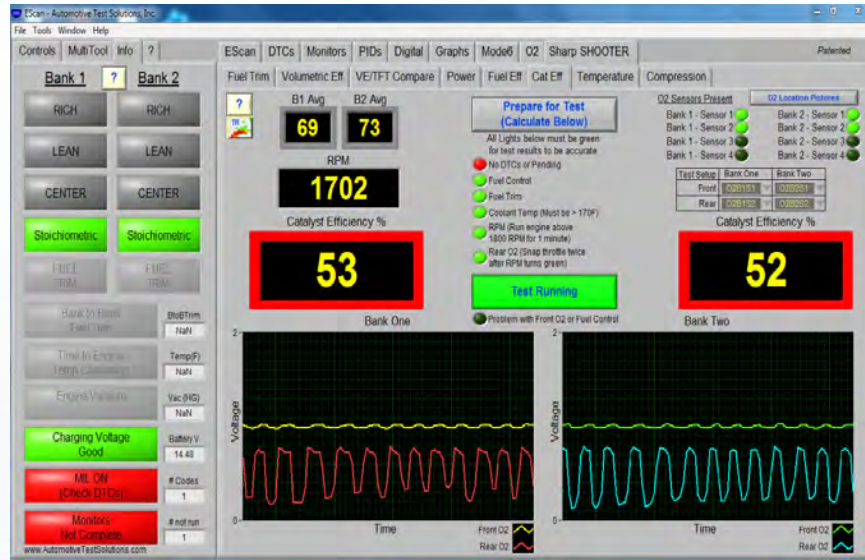 EScan - Automotive Test Solutions, Inc.
File Tools Window Help
Controls MultiTool Info ?
EScan DTCs Monitors PIDs Digital Graphs Mode6 O2 Sharp SHOOTER
Patented
Bank 1 ? Bank 2
RICH RICH
LEAN LEAN
CENTER CENTER
Stoichiometric Stoichiometric
FUEL TRIM FUEL TRIM
Bank to Bank
Fuel Trim
BtoBTrim
NaN
Time to Engine
Temp(F)
NaN
Engine Vacuum
Vac (HG)
NaN
Charging Voltage
Good
Battery V
14.48
MIL ON
(Check DTCs)
# Codes
1
Monitors
Not Complete
# not run
1
www.AutomotiveTestSolutions.com
Fuel Trim Volumetric Eff VE/TFT Compare Power Fuel Eff Cat Eff Temperature Compression
?
B1 Avg B2 Avg
69 73
RPM
1702
Catalyst Efficiency %
53
Prepare for Test
(Calculate Below)
All Lights below must be green
for test results to be accurate
No DTCs or Pending
Fuel Control
Fuel Trim
Coolant Temp (Must be > 170F)
RPM (Run engine above
1800 RPM for 1 minute)
Rear O2 (Snap throttle twice
after RPM turns green)
Test Running
Problem with Front O2 or Fuel Control
O2 Sensors Present
O2 Location Pictures
Bank 1 - Sensor 1 Bank 2 - Sensor 1
Bank 1 - Sensor 2 Bank 2 - Sensor 2
Bank 1 - Sensor 3 Bank 2 - Sensor 3
Bank 1 - Sensor 4 Bank 2 - Sensor 4
Test Setup Bank One Bank Two
Front O2B1S1 O2B2S1
Rear O2B1S2 O2B2S2
Catalyst Efficiency %
52
Bank One
2-
Voltage
0-
Time
Front O2
Rear O2
Bank Two
2-
Voltage
0-
Time
Front O2
Rear O2